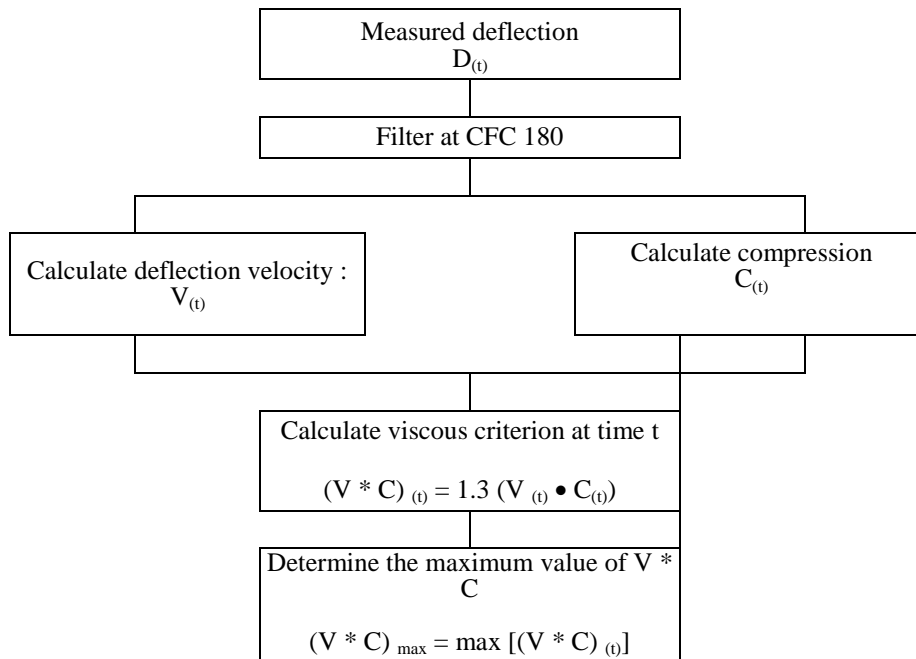 Measured deflection
D(t)
Filter at CFC 180
Calculate deflection velocity :
V(t)
Calculate compression
C(t)
Calculate viscous criterion at time t
(V * C) (t) = 1.3 (V (t) • C(t))
Determine the maximum value of V *
C
(V * C) max = max [(V * C) (t)]